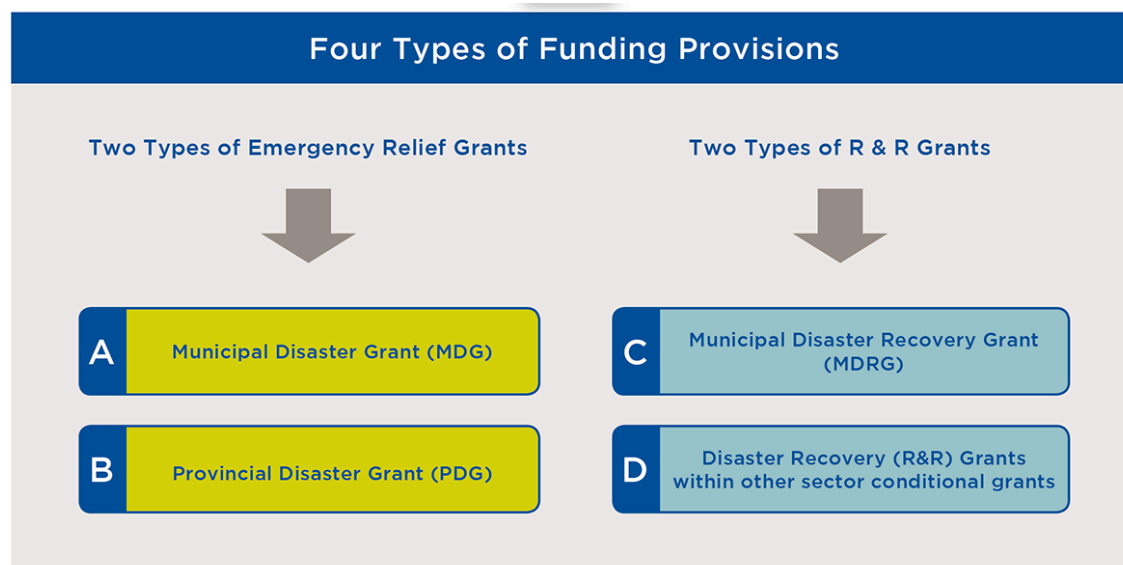 Four Types of Funding Provisions
Two Types of Emergency Relief Grants
A
Municipal Disaster Grant (MDG)
B
Provincial Disaster Grant (PDG)
Two Types of R & R Grants
C
Municipal Disaster Recovery Grant
(MDRG)
D
Disaster Recovery (R&R) Grants
within other sector conditional grants